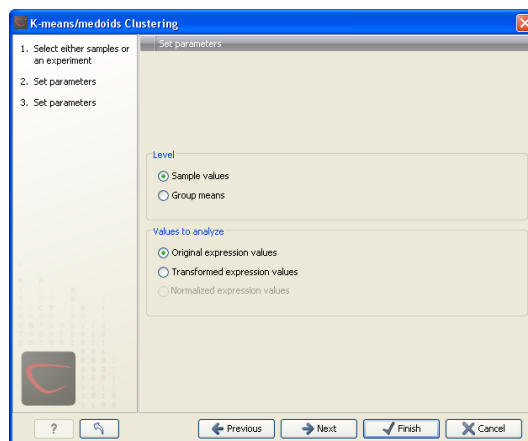 K-means/medoids Clustering
1. Select either samples or
an experiment
2. Set parameters
3. Set parameters
Set parameters
Level
Sample values
Group means
Values to analyze
Original expression values
Transformed expression values
Normalized expression values
?
Previous
Next
Finish
Cancel